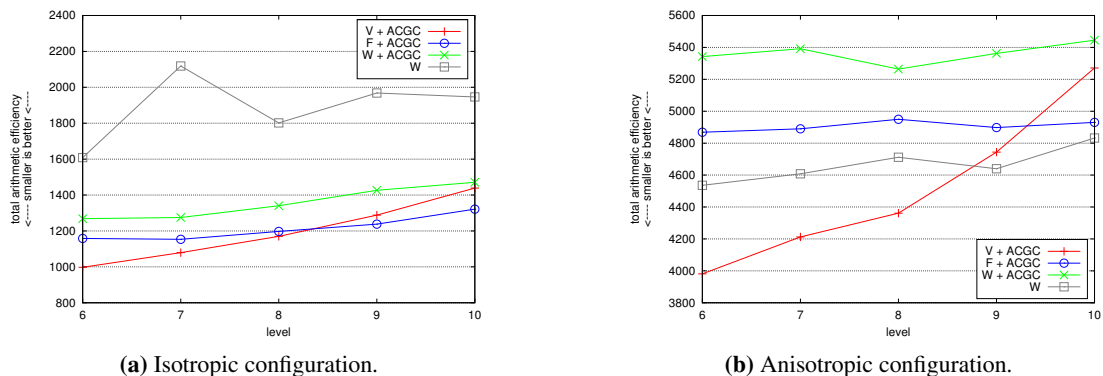 total arithmetic efficiency
<---- smaller is better <----
2400
2200
2000
1800
1600
1400
1200
1000
800
6
7
8
9
10
level
V + ACGC
F + ACGC
W + ACGC
W
(a) Isotropic configuration.
total arithmetic efficiency
<---- smaller is better <----
5600
5400
5200
5000
4800
4600
4400
4200
4000
3800
6
7
8
9
10
level
V + ACGC
F + ACGC
W + ACGC
W
(b) Anisotropic configuration.